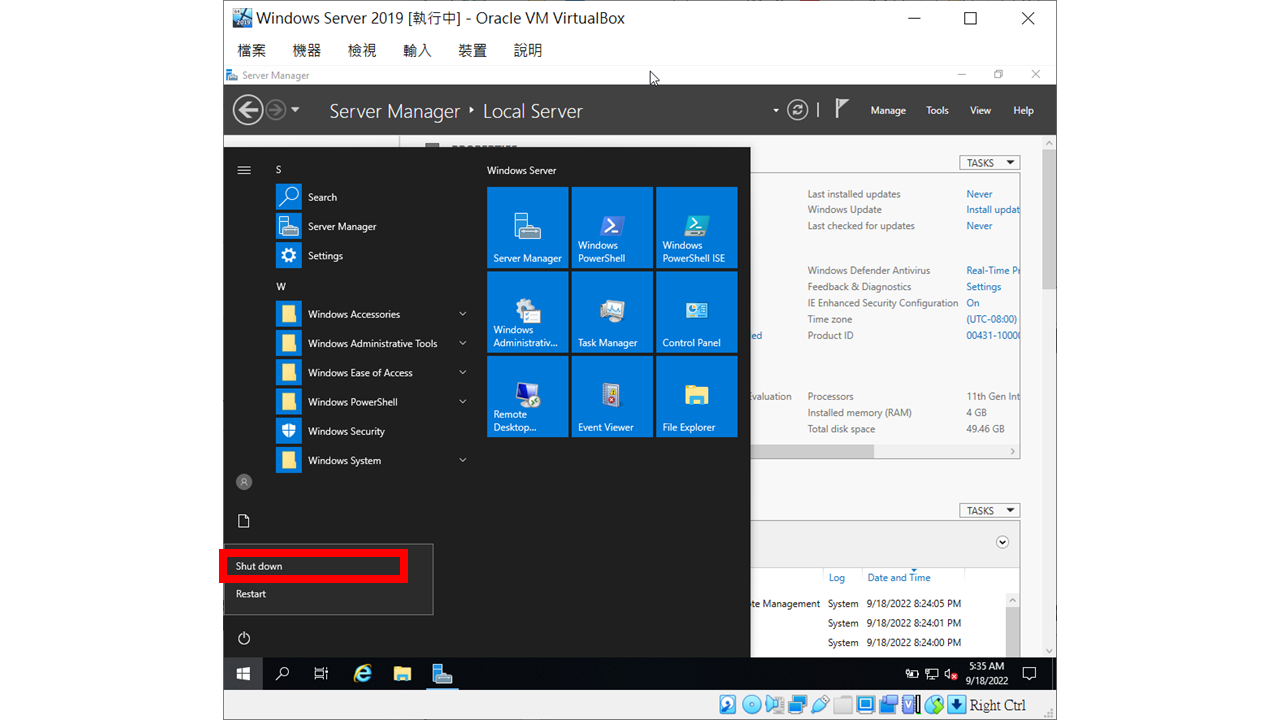 Windows Server 2019 [執行中] - Oracle VM VirtualBox
檔案 機器 檢視 輸入 裝置 說明
Server Manager
Server Manager ‣ Local Server
Manage Tools View Help
PROPERTIES
TASKS
S
Search
Server Manager
Settings
W
Windows Accessories
Windows Administrative Tools
Windows Ease of Access
Windows PowerShell
Windows Security
Windows System
Shut down
Restart
Windows Server
Server Manager
Windows PowerShell
Windows PowerShell ISE
Windows Administrativ...
Task Manager
Control Panel
Remote Desktop...
Event Viewer
File Explorer
Last installed updates Never
Windows Update Install updat
Last checked for updates Never
Windows Defender Antivirus Real-Time Pr
Feedback & Diagnostics Settings
IE Enhanced Security Configuration On
Time zone (UTC-08:00)
ed Product ID 00431-10000
valuation Processors 11th Gen Int
Installed memory (RAM) 4 GB
Total disk space 49.46 GB
TASKS
Log Date and Time
te Management System 9/18/2022 8:24:05 PM
System 9/18/2022 8:24:01 PM
System 9/18/2022 8:24:00 PM
5:35 AM
9/18/2022
Right Ctrl